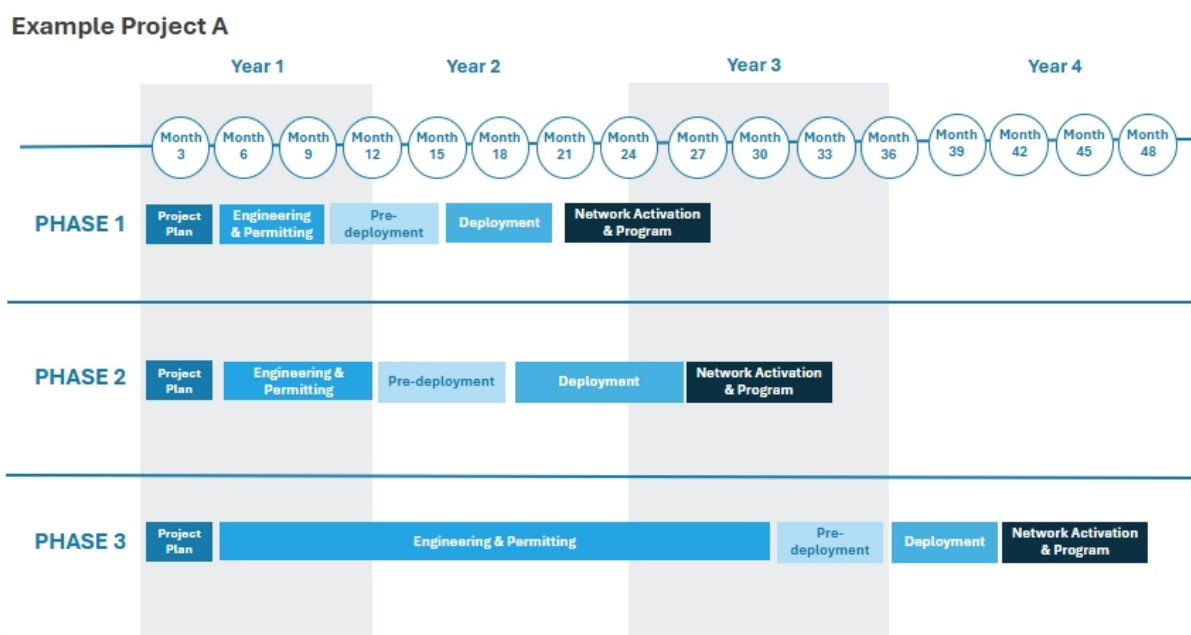 Example Project A
Year 1
Year 2
Year 3
Year 4
Month
3
Month
6
Month
9
Month
12
Month
15
Month
18
Month
21
Month
24
Month
27
Month
30
Month
33
Month
36
Month
39
Month
42
Month
45
Month
48
PHASE 1
Project
Plan
Engineering
& Permitting
Pre-
deployment
Deployment
Network Activation
& Program
PHASE 2
Project
Plan
Engineering &
Permitting
Pre-deployment
Deployment
Network Activation
& Program
PHASE 3
Project
Plan
Engineering & Permitting
Pre-
deployment
Deployment
Network Activation
& Program